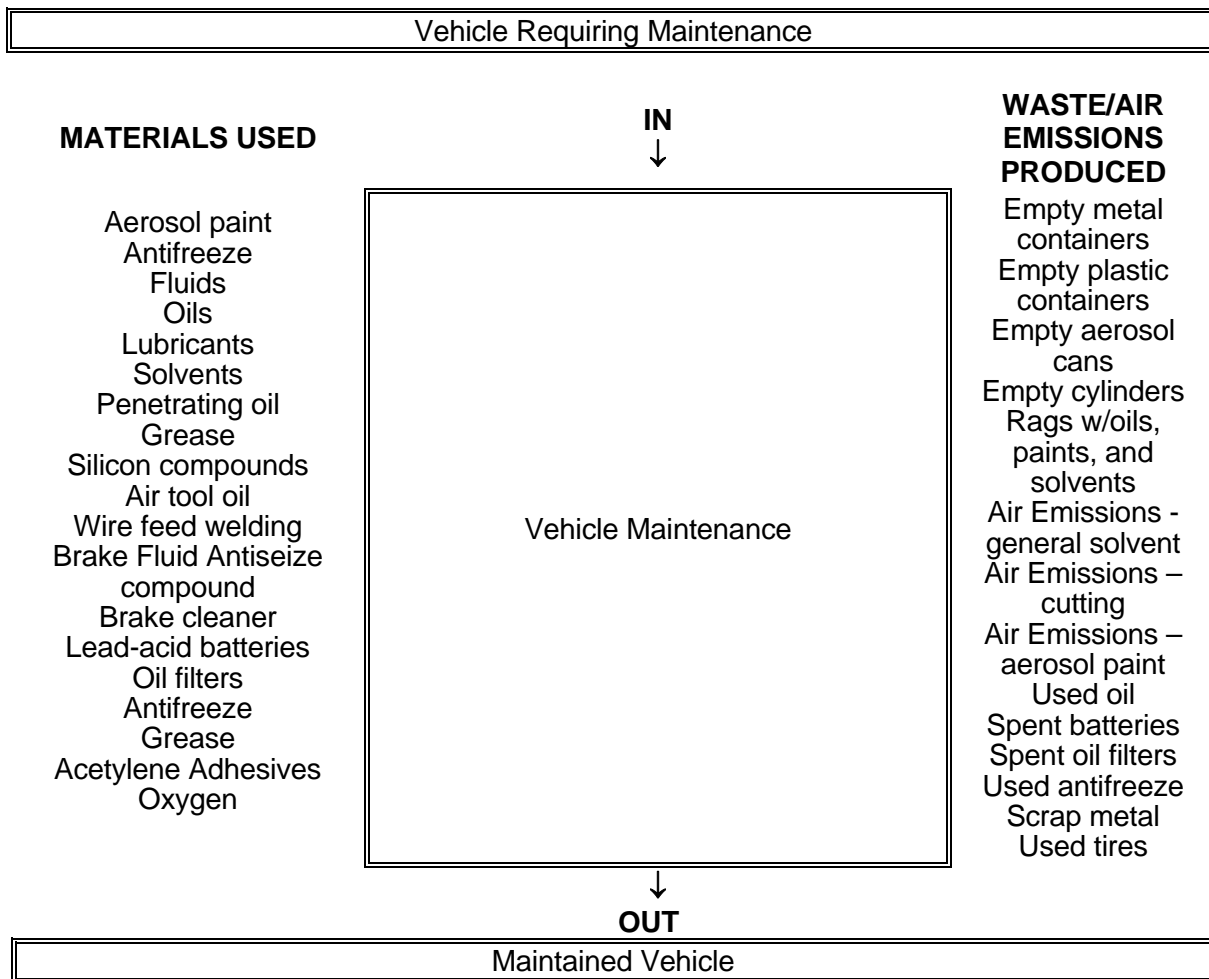 Vehicle Requiring Maintenance
MATERIALS USED
IN
↓
WASTE/AIR
EMISSIONS
PRODUCED
Aerosol paint
Antifreeze
Fluids
Oils
Lubricants
Solvents
Penetrating oil
Grease
Silicon compounds
Air tool oil
Wire feed welding
Brake Fluid Antiseize
compound
Brake cleaner
Lead-acid batteries
Oil filters
Antifreeze
Grease
Acetylene Adhesives
Oxygen
Vehicle Maintenance
Empty metal
containers
Empty plastic
containers
Empty aerosol
cans
Empty cylinders
Rags w/oils,
paints, and
solvents
Air Emissions -
general solvent
Air Emissions –
cutting
Air Emissions –
aerosol paint
Used oil
Spent batteries
Spent oil filters
Used antifreeze
Scrap metal
Used tires
↓
OUT
Maintained Vehicle